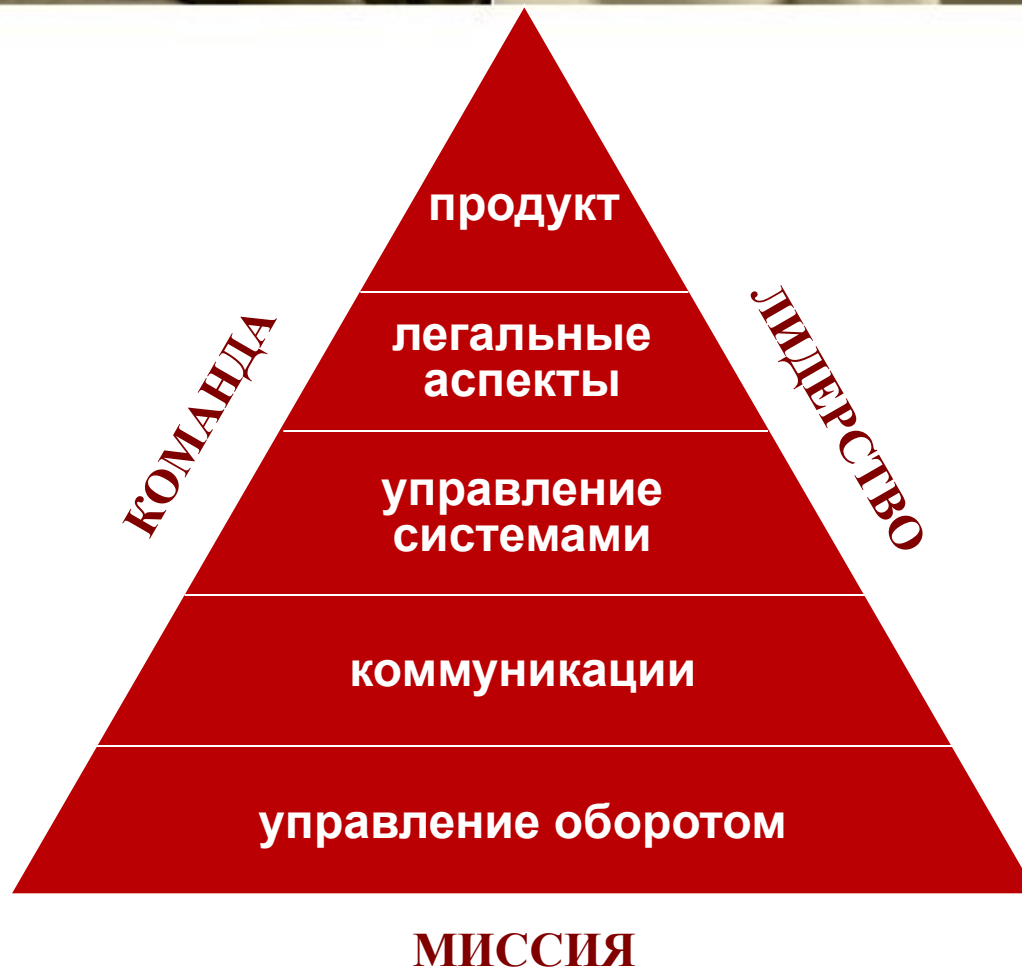 продукт
легальные
аспекты
КОМАНДА
ЛИДЕРСТВО
управление
системами
коммуникации
управление оборотом
МИССИЯ